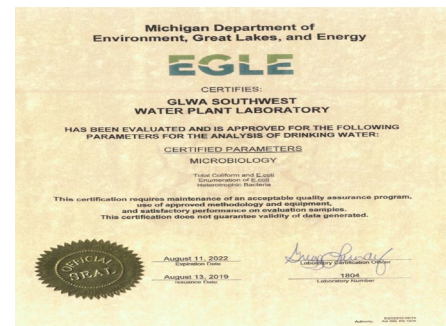 Michigan Department of
Environment, Great Lakes, and Energy
EGLE
CERTIFIES:
GLWA SOUTHWEST
WATER PLANT LABORATORY
HAS BEEN EVALUATED AND IS APPROVED FOR THE FOLLOWING
PARAMETERS FOR THE ANALYSIS OF DRINKING WATER:
CERTIFIED PARAMETERS
MICROBIOLOGY
Total Coliform and E.coli
Enumeration of E.coli
Heterotrophic Bacteria
This certification requires maintenance of an acceptable quality assurance program,
use of approved methodology and equipment,
and satisfactory performance on evaluation samples.
This certification does not guarantee validity of data generated.
OFFICIAL
SEAL
August 11, 2022
Expiration Date
Laboratory Certification Officer
August 13, 2019
Issuance Date
1804
Laboratory Number